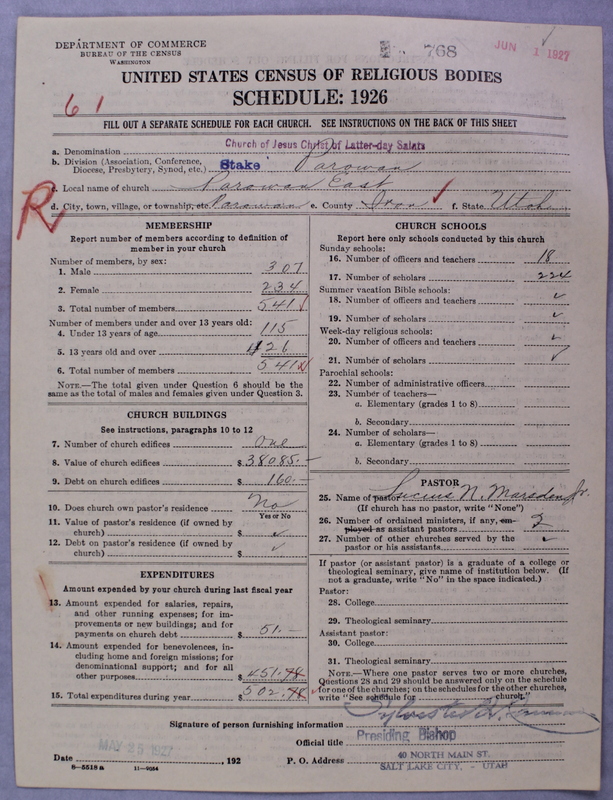 DEPARTMENT OF COMMERCE
BUREAU OF THE CENSUS
WASHINGTON
768
JUN 1 1927
UNITED STATES CENSUS OF RELIGIOUS BODIES
SCHEDULE: 1926
61
FILL OUT A SEPARATE SCHEDULE FOR EACH CHURCH. SEE INSTRUCTIONS ON THE BACK OF THIS SHEET
a. Denomination Church of Jesus Christ of Latter-day Saints
b. Division (Association, Conference, Diocese, Presbytery, Synod, etc.) Stake Parowan
c. Local name of church Parowan East
R
d. City, town, village, or township, etc. Parowan e. County Iron f. State Utah
MEMBERSHIP
Report number of members according to definition of
member in your church
Number of members, by sex:
1. Male 307
2. Female 234
3. Total number of members 541
Number of members under and over 13 years old:
4. Under 13 years of age 115
5. 13 years old and over 426
6. Total number of members 541
NOTE.—The total given under Question 6 should be
same as the total of males and females given under Question 3.
CHURCH BUILDINGS
See instructions, paragraphs 10 to 12
7. Number of church edifices One
8. Value of church edifices $38085.—
9. Debt on church edifices $160.—
10. Does church own pastor's residence No
Yes or No
11. Value of pastor's residence (if owned by
church) $ ✓
12. Debt on pastor's residence (if owned by
church) $ ✓
EXPENDITURES
Amount expended by church during last fiscal year
13. Amount expended for salaries, repairs,
and other running expenses; for im-
provements or new buildings; and for
payments on church debt $51.
14. Amount expended for benevolences, in-
cluding home and foreign missions; for
denominational support; and for all
other purposes $451.78
15. Total expenditures during year $502.78
CHURCH SCHOOLS
Report here only schools conducted by this church
Sunday schools:
16. Number of officers and teachers 18
17. Number of scholars 224
Summer vacation Bible schools:
18. Number of officers and teachers ✓
19. Number of scholars ✓
Week-day religious schools:
20. Number of officers and teachers ✓
21. Number of scholars ✓
Parochial schools:
22. Number of administrative officers
23. Number of teachers—
a. Elementary (grades 1 to 8)
b. Secondary
24. Number of scholars—
a. Elementary (grades 1 to 8)
b. Secondary
PASTOR
25. Name of pastor Lucius N. Marsden Jr.
(If church has no pastor, write "None")
26. Number of ordained ministers, if any, em-
ployed as assistant pastors 2
27. Number of other churches served by the
pastor or his assistants ✓
If pastor (or assistant pastor) is a graduate of a college or
theological seminary, give name of institution below. (If
not a graduate, write "No" in the space indicated.)
Pastor:
28. College
29. Theological seminary
Assistant pastor:
30. College
31. Theological seminary
NOTE.—Where one pastor serves two or more churches,
Questions 28 and 29 should be answered only on the schedule
for one of the churches; on the schedules for the other churches,
write "See schedule for church."
Signature of person furnishing information Sylvester Q. Cannon
Official title Presiding Bishop
MAY 26 1927
Date , 192 P. O. Address 40 NORTH MAIN ST.
SALT LAKE CITY, - UTAH
8—5518a 11—9034